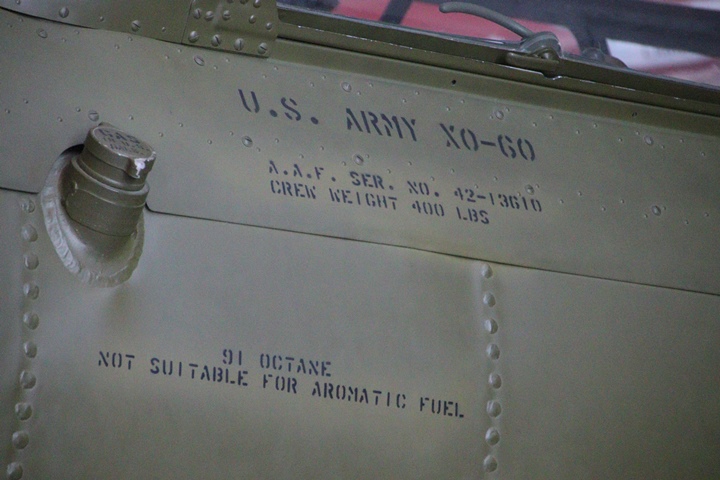 U.S. ARMY XO-60
A.A.F. SER. NO. 42-13610
CREW WEIGHT 400 LBS
91 OCTANE
NOT SUITABLE FOR AROMATIC FUEL